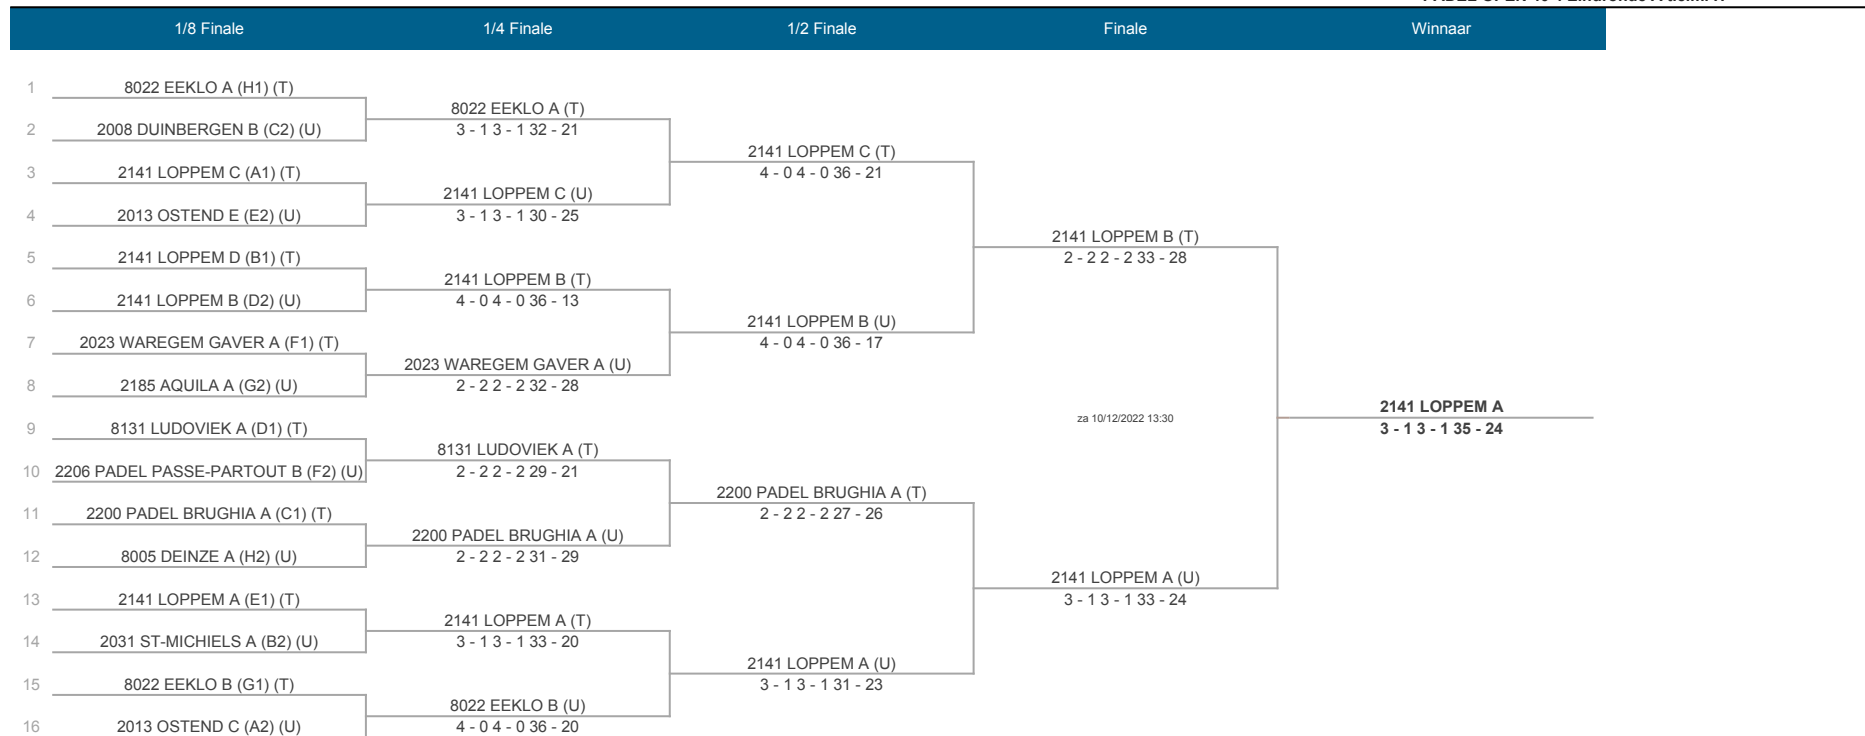 1/8 Finale 1/4 Finale 1/2 Finale Finale Winnaar
1 8022 EEKLO A (H1) (T)
8022 EEKLO A (T)
2 2008 DUINBERGEN B (C2) (U)
3 - 1 3 - 1 32 - 21
2141 LOPPEM C (T)
3 2141 LOPPEM C (A1) (T)
4 - 0 4 - 0 36 - 21
2141 LOPPEM C (U)
4 2013 OSTEND E (E2) (U)
3 - 1 3 - 1 30 - 25
2141 LOPPEM B (T)
5 2141 LOPPEM D (B1) (T)
2 - 2 2 - 2 33 - 28
2141 LOPPEM B (T)
6 2141 LOPPEM B (D2) (U)
4 - 0 4 - 0 36 - 13
2141 LOPPEM B (U)
7 2023 WAREGEM GAVER A (F1) (T)
4 - 0 4 - 0 36 - 17
2023 WAREGEM GAVER A (U)
8 2185 AQUILA A (G2) (U)
2 - 2 2 - 2 32 - 28
2141 LOPPEM A
za 10/12/2022 13:30
9 8131 LUDOVIEK A (D1) (T)
3 - 1 3 - 1 35 - 24
8131 LUDOVIEK A (T)
10 2206 PADEL PASSE-PARTOUT B (F2) (U)
2 - 2 2 - 2 29 - 21
2200 PADEL BRUGHIA A (T)
11 2200 PADEL BRUGHIA A (C1) (T)
2 - 2 2 - 2 27 - 26
2200 PADEL BRUGHIA A (U)
12 8005 DEINZE A (H2) (U)
2 - 2 2 - 2 31 - 29
2141 LOPPEM A (U)
13 2141 LOPPEM A (E1) (T)
3 - 1 3 - 1 33 - 24
2141 LOPPEM A (T)
14 2031 ST-MICHIELS A (B2) (U)
3 - 1 3 - 1 33 - 20
2141 LOPPEM A (U)
15 8022 EEKLO B (G1) (T)
3 - 1 3 - 1 31 - 23
8022 EEKLO B (U)
16 2013 OSTEND C (A2) (U)
4 - 0 4 - 0 36 - 20